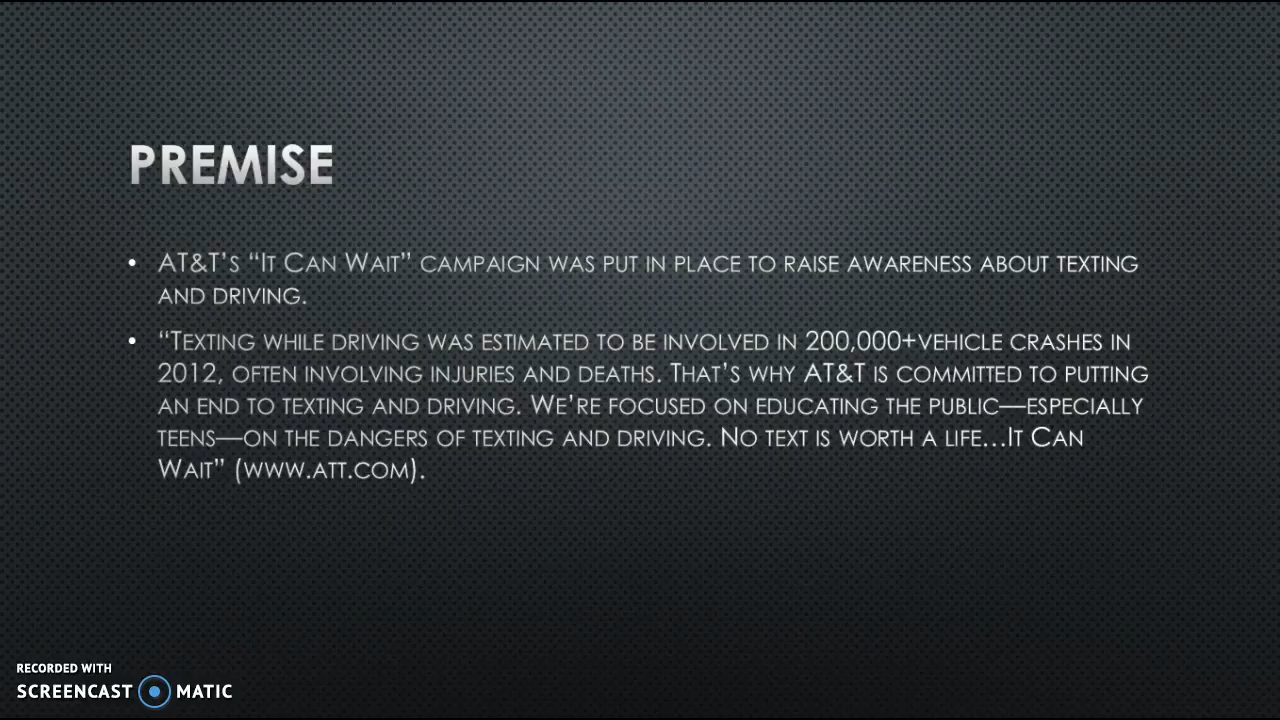 PREMISE
• AT&T’s “It Can Wait” campaign was put in place to raise awareness about texting
and driving.
• “Texting while driving was estimated to be involved in 200,000+vehicle crashes in
2012, often involving injuries and deaths. That’s why AT&T is committed to putting
an end to texting and driving. We’re focused on educating the public—especially
teens—on the dangers of texting and driving. No text is worth a life…It Can
Wait” (www.att.com).
RECORDED WITH
SCREENCAST MATIC